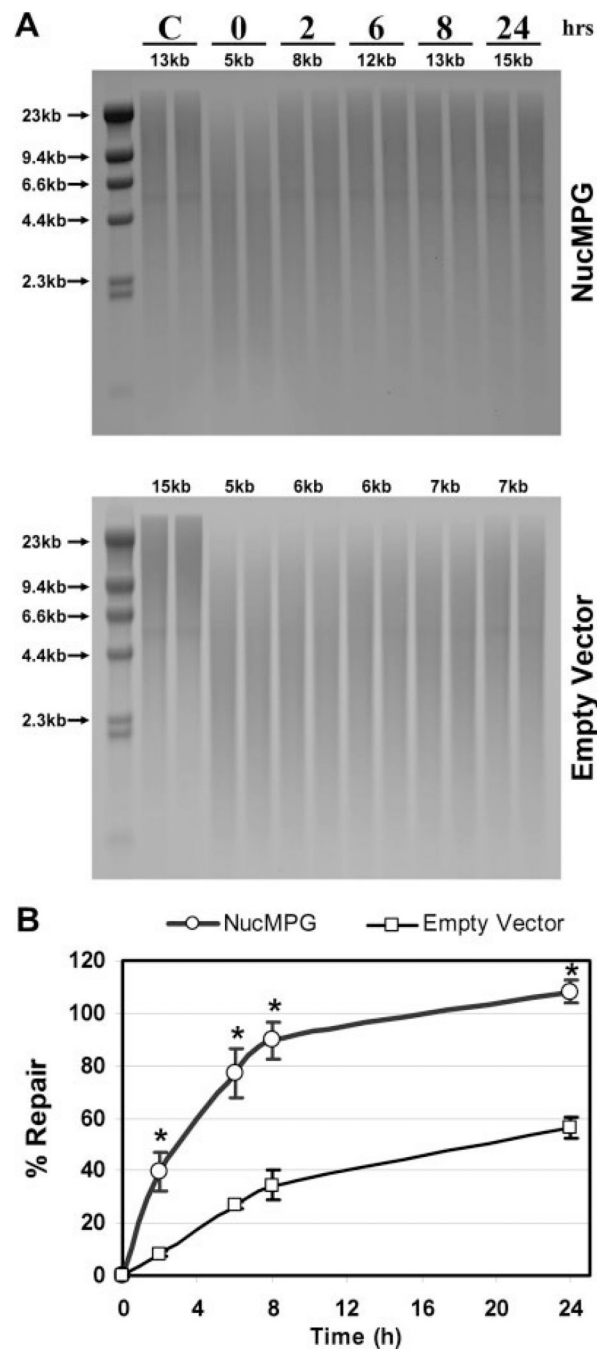 A
C 0 2 6 8 24 hrs
13kb 5kb 8kb 12kb 13kb 15kb
23kb
9.4kb
6.6kb
4.4kb
2.3kb
NucMPG
15kb 5kb 6kb 6kb 7kb 7kb
23kb
9.4kb
6.6kb
4.4kb
2.3kb
Empty Vector
B
NucMPG Empty Vector
120
100
80
60
40
20
0
% Repair
* * * *
0 4 8 12 16 20 24
Time (h)